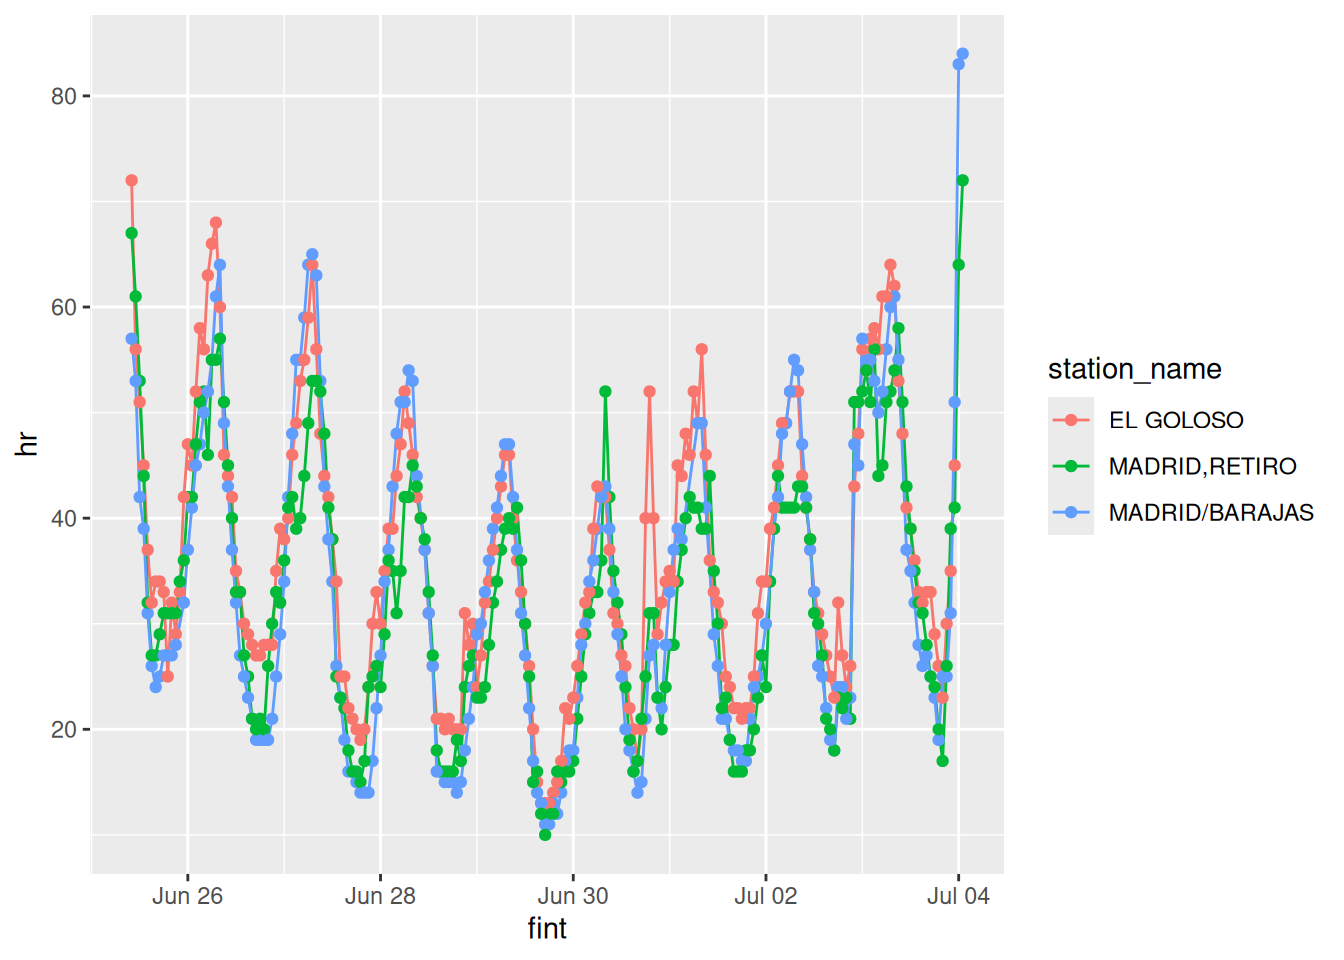 80
60
40
20
hr
Jun 26
Jun 28
Jun 30
Jul 02
Jul 04
fint
station_name
EL GOLOSO
MADRID,RETIRO
MADRID/BARAJAS